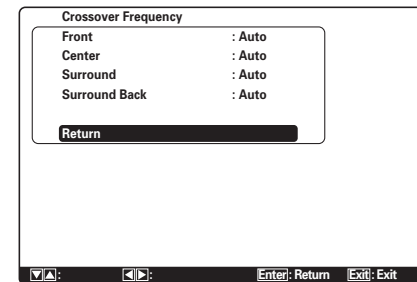 Crossover Frequency
Front : Auto
Center : Auto
Surround : Auto
Surround Back : Auto
Return
▼▲: ◀▶: Enter: Return Exit: Exit